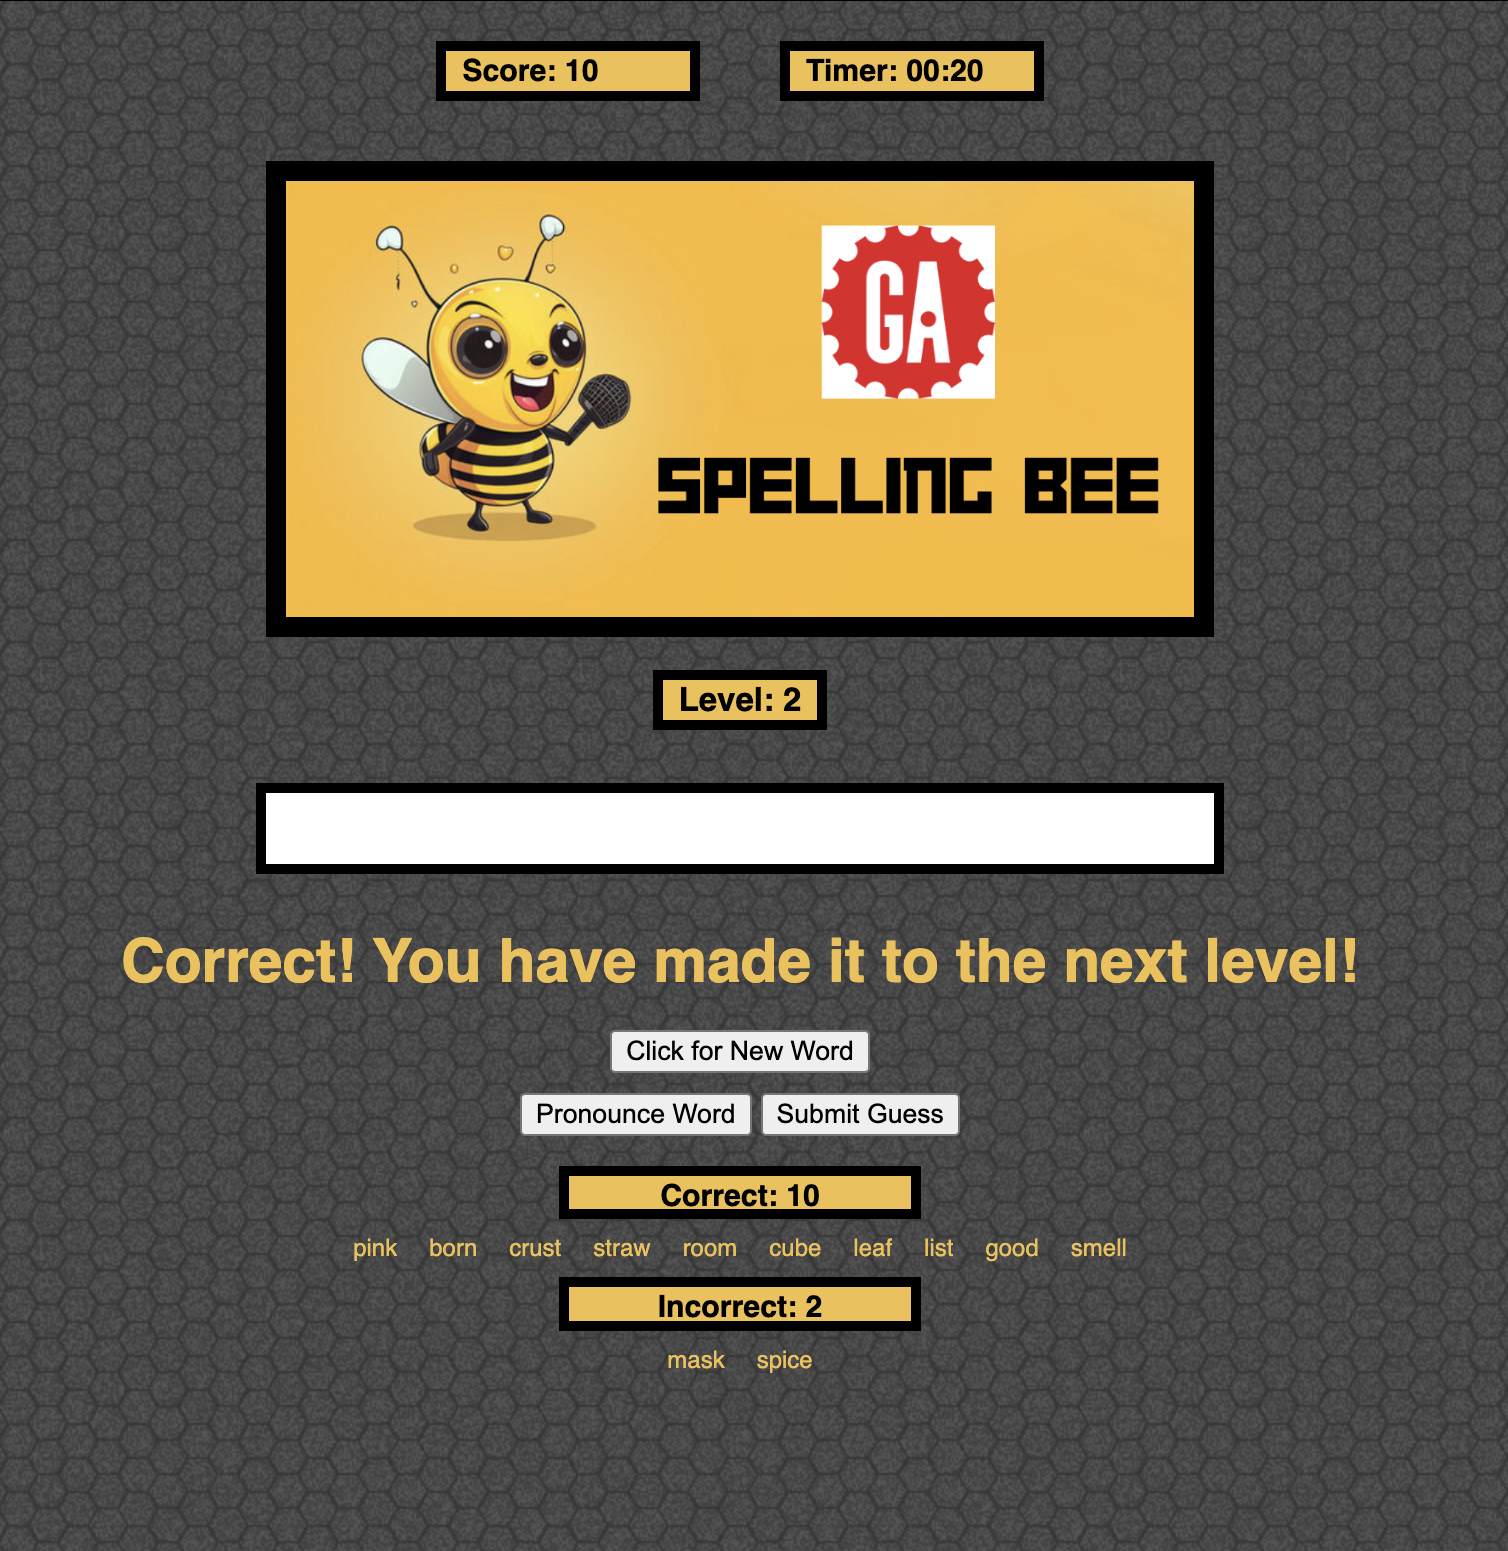 Score: 10 Timer: 00:20
GA
SPELLING BEE
Level: 2
Correct! You have made it to the next level!
Click for New Word
Pronounce Word Submit Guess
Correct: 10
pink born crust straw room cube leaf list good smell
Incorrect: 2
mask spice